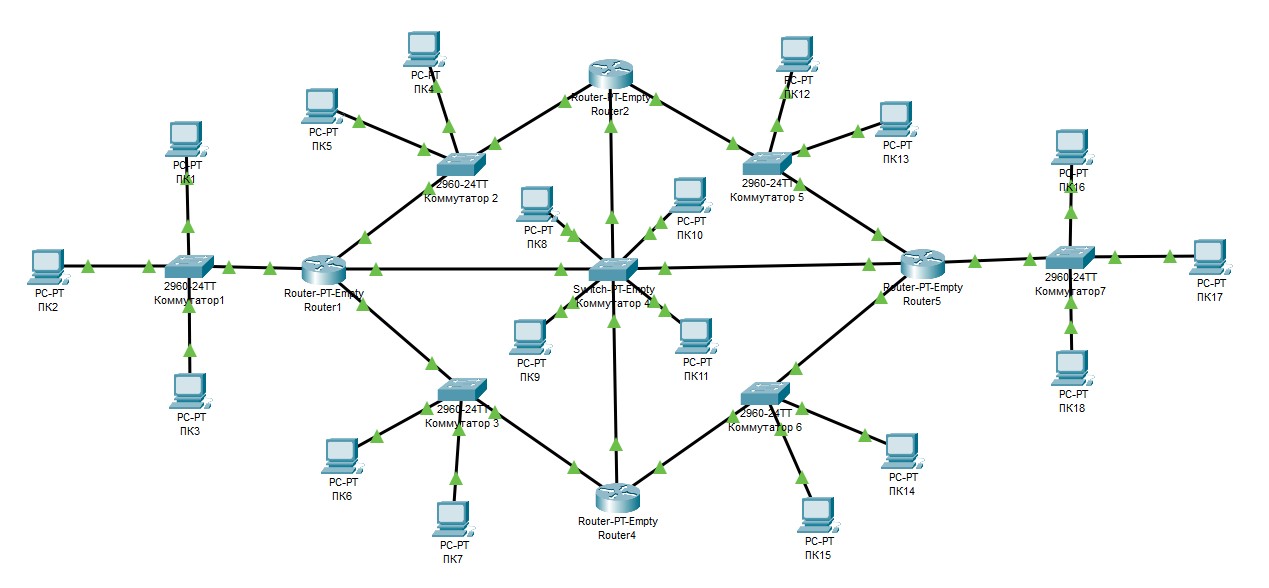 PC-PT
ПК4
PC-PT
ПК12
Router-PT-Empty
Router2
PC-PT
ПК5
PC-PT
ПК13
PC-PT
ПК1
PC-PT
ПК16
2960-24TT
Коммутатор 2
2960-24TT
Коммутатор 5
PC-PT
ПК8
PC-PT
ПК10
PC-PT
ПК2
2960-24TT
Коммутатор1
Router-PT-Empty
Router1
Switch-PT-Empty
Коммутатор 4
Router-PT-Empty
Router5
2960-24TT
Коммутатор7
PC-PT
ПК17
PC-PT
ПК9
PC-PT
ПК11
PC-PT
ПК3
2960-24TT
Коммутатор 3
2960-24TT
Коммутатор 6
PC-PT
ПК18
PC-PT
ПК6
PC-PT
ПК14
Router-PT-Empty
Router4
PC-PT
ПК7
PC-PT
ПК15